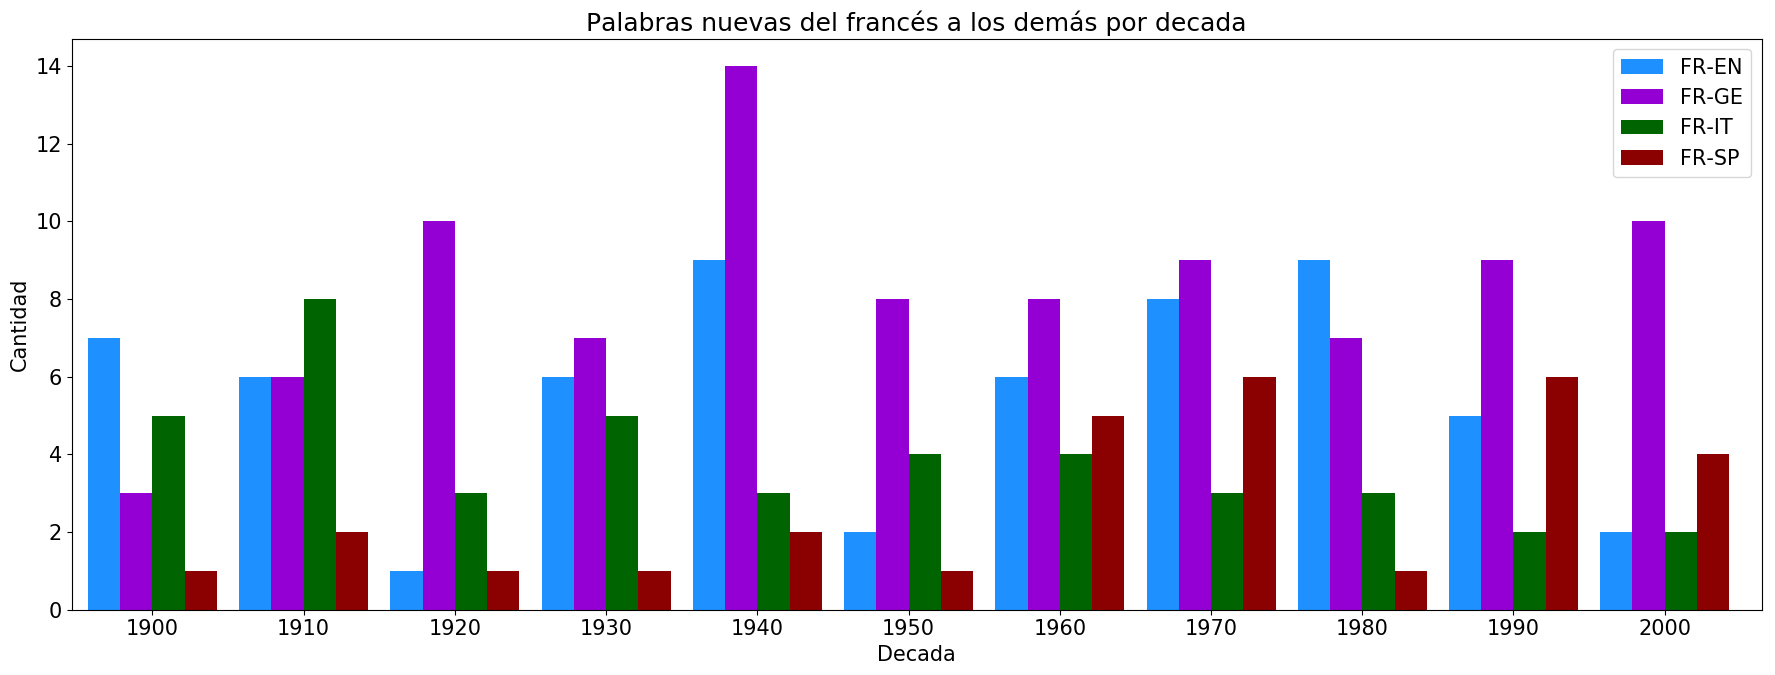 Palabras nuevas del francés a los demás por decada
FR-EN
FR-GE
FR-IT
FR-SP
Cantidad
14
12
10
8
6
4
2
0
1900 1910 1920 1930 1940 1950 1960 1970 1980 1990 2000
Decada